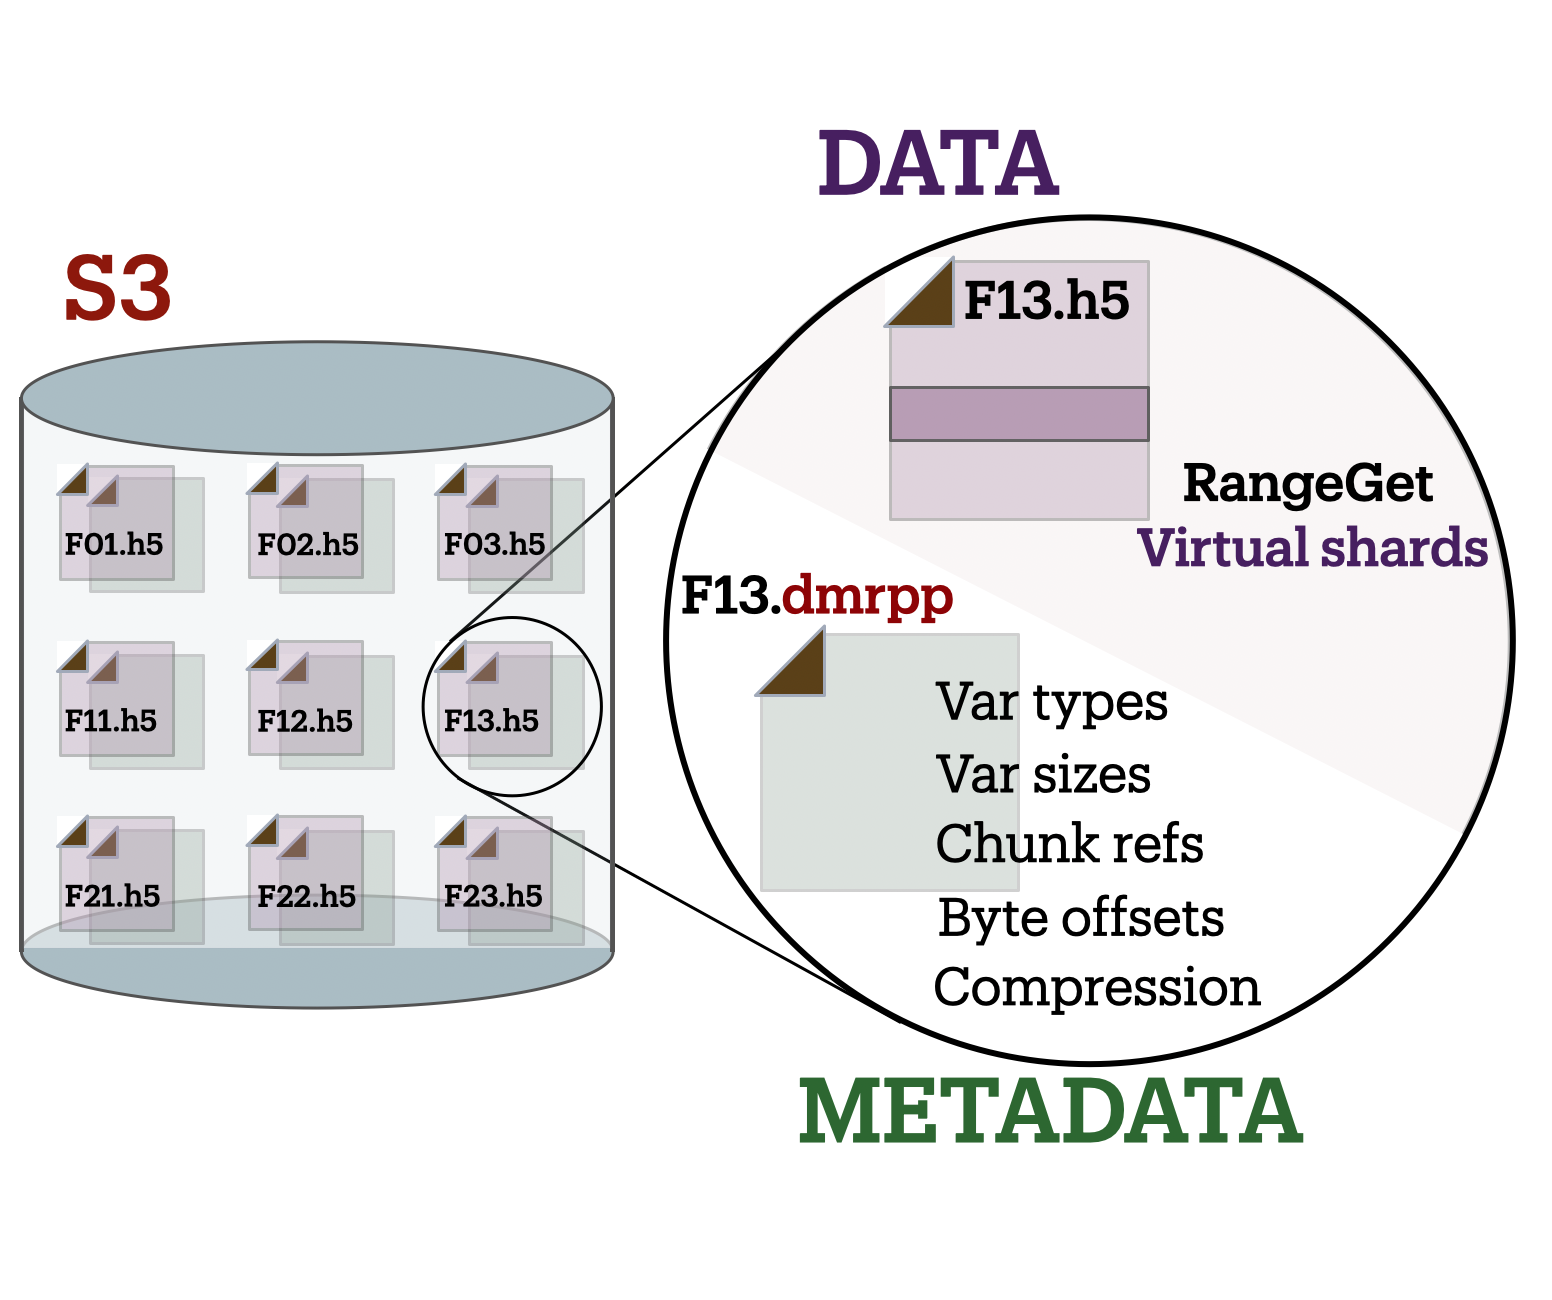 DATA
S3
F13.h5
RangeGet
Virtual shards
F01.h5
F02.h5
F03.h5
F13.dmrpp
F11.h5
F12.h5
F13.h5
Var types
Var sizes
Chunk refs
Byte offsets
Compression
F21.h5
F22.h5
F23.h5
METADATA